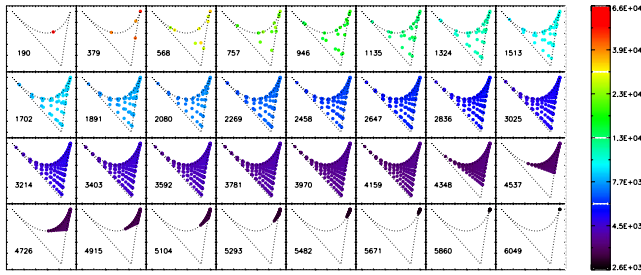 190 379 568 757 946 1135 1324 1513
1702 1891 2080 2269 2458 2647 2836 3025
3214 3403 3592 3781 3970 4159 4348 4537
4726 4915 5104 5293 5482 5671 5860 6049
6.6E+04
3.9E+04
2.2E+04
1.3E+04
7.7E+03
4.5E+03
2.6E+03